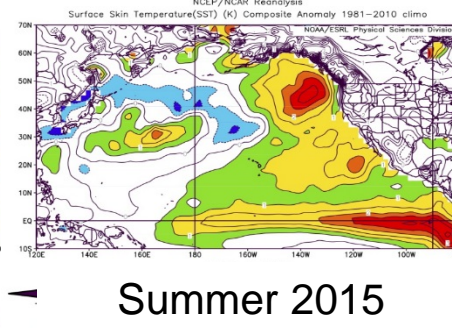 NCEP/NCAR Reanalysis
Surface Skin Temperature(SST) (K) Composite Anomaly 1981-2010 climo
NOAA/ESRL Physical Sciences Divisio
70N
60N
50N
40N
30N
20N
10N
EQ
10S
120E 140E 160E 180 160W 140W 120W 100W
Summer 2015